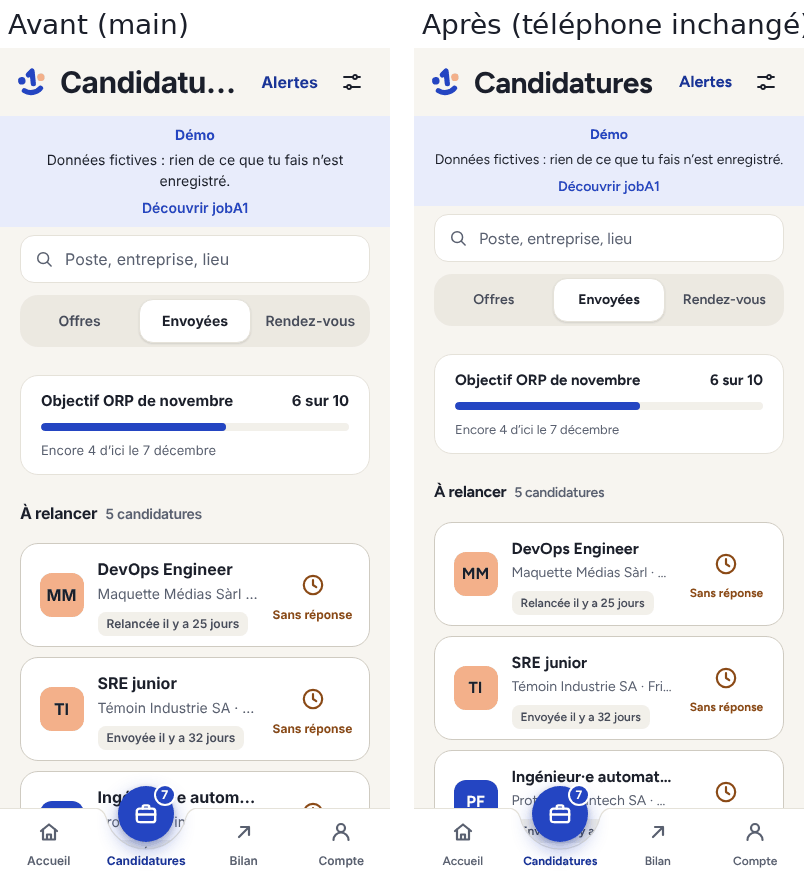 Avant (main)
Candidatu... Alertes
Démo
Données fictives : rien de ce que tu fais n’est
enregistré.
Découvrir jobA1
Poste, entreprise, lieu
Offres Envoyées Rendez-vous
Objectif ORP de novembre 6 sur 10
Encore 4 d’ici le 7 décembre
À relancer 5 candidatures
DevOps Engineer
MM Maquette Médias Sàrl ...
Sans réponse
Relancée il y a 25 jours
SRE junior
TI Témoin Industrie SA · ...
Sans réponse
Envoyée il y a 32 jours
7
Accueil Candidatures Bilan Compte
Après (téléphone inchangé)
Candidatures Alertes
Démo
Données fictives : rien de ce que tu fais n’est enregistré.
Découvrir jobA1
Poste, entreprise, lieu
Offres Envoyées Rendez-vous
Objectif ORP de novembre 6 sur 10
Encore 4 d’ici le 7 décembre
À relancer 5 candidatures
DevOps Engineer
MM Maquette Médias Sàrl · ...
Sans réponse
Relancée il y a 25 jours
SRE junior
TI Témoin Industrie SA · Fri...
Sans réponse
Envoyée il y a 32 jours
Ingénieur·e automat...
PF
7
Accueil Candidatures Bilan Compte